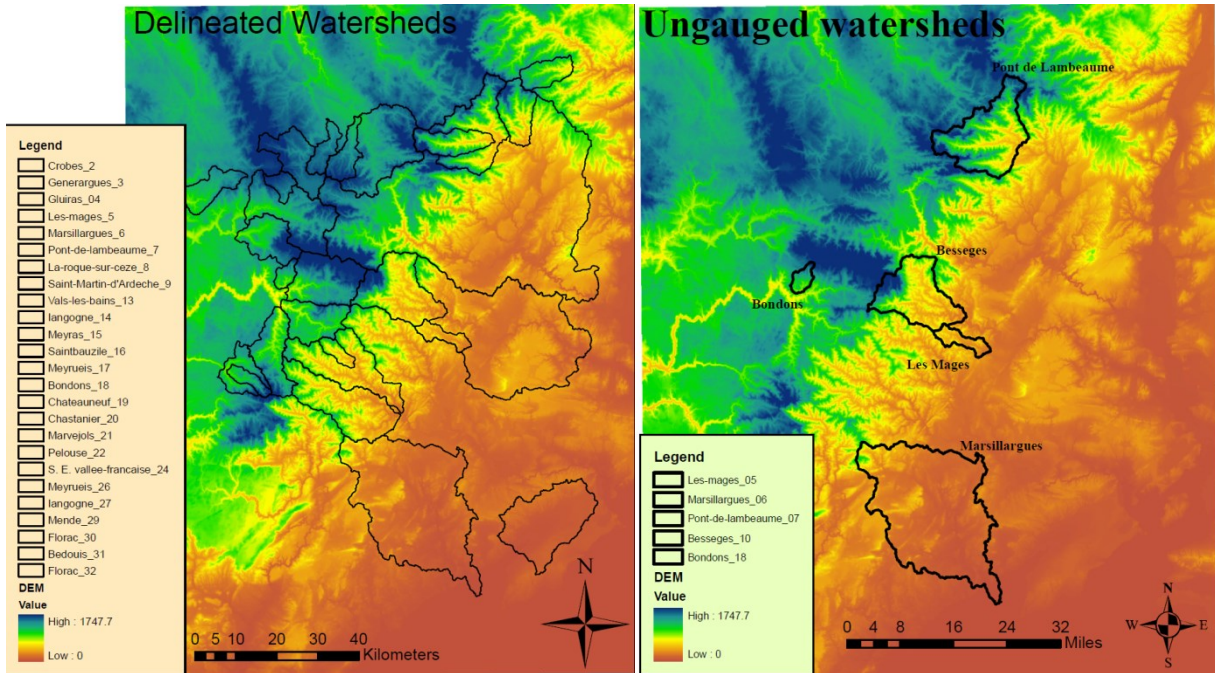 Delineated Watersheds
Legend
Crobes_2
Generargues_3
Gluiras_04
Les-mages_5
Marsillargues_6
Pont-de-lambeaume_7
La-roque-sur-ceze_8
Saint-Martin-d'Ardeche_9
Vals-les-bains_13
langogne_14
Meyras_15
Saintbauzile_16
Meyrueis_17
Bondons_18
Chateauneuf_19
Chastanier_20
Marvejols_21
Pelouse_22
S. E. vallee-francaise_24
Meyrueis_26
langogne_27
Mende_29
Florac_30
Bedouis_31
Florac_32
DEM
Value
High : 1747.7
Low : 0
N
0 5 10 20 30 40
Kilometers
Ungauged watersheds
Pont de Lambeaume
Besseges
Bondons
Les Mages
Marsillargues
Legend
Les-mages_05
Marsillargues_06
Pont-de-lambeaume_07
Besseges_10
Bondons_18
DEM
Value
High : 1747.7
Low : 0
0 4 8 16 24 32
Miles
N
W E
S